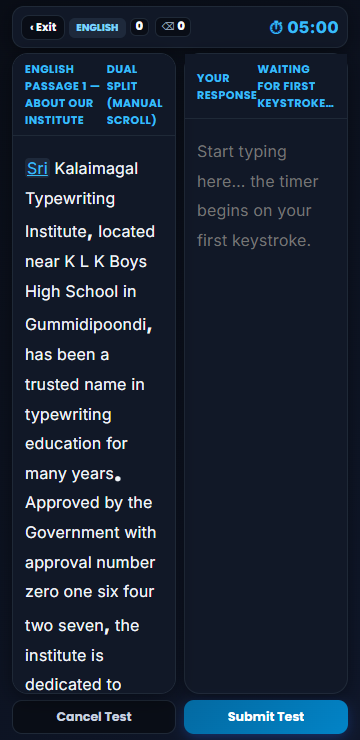 ‹ Exit ENGLISH 0 ⌫ 0 ⏱ 05:00
ENGLISH
PASSAGE 1 —
ABOUT OUR
INSTITUTE
DUAL
SPLIT
(MANUAL
SCROLL)
Sri Kalaimagal
Typewriting
Institute, located
near K L K Boys
High School in
Gummidipoondi,
has been a
trusted name in
typewriting
education for
many years.
Approved by the
Government with
approval number
zero one six four
two seven, the
institute is
dedicated to
YOUR
RESPONSE
WAITING
FOR FIRST
KEYSTROKE…
Start typing
here... the timer
begins on your
first keystroke.
Cancel Test
Submit Test